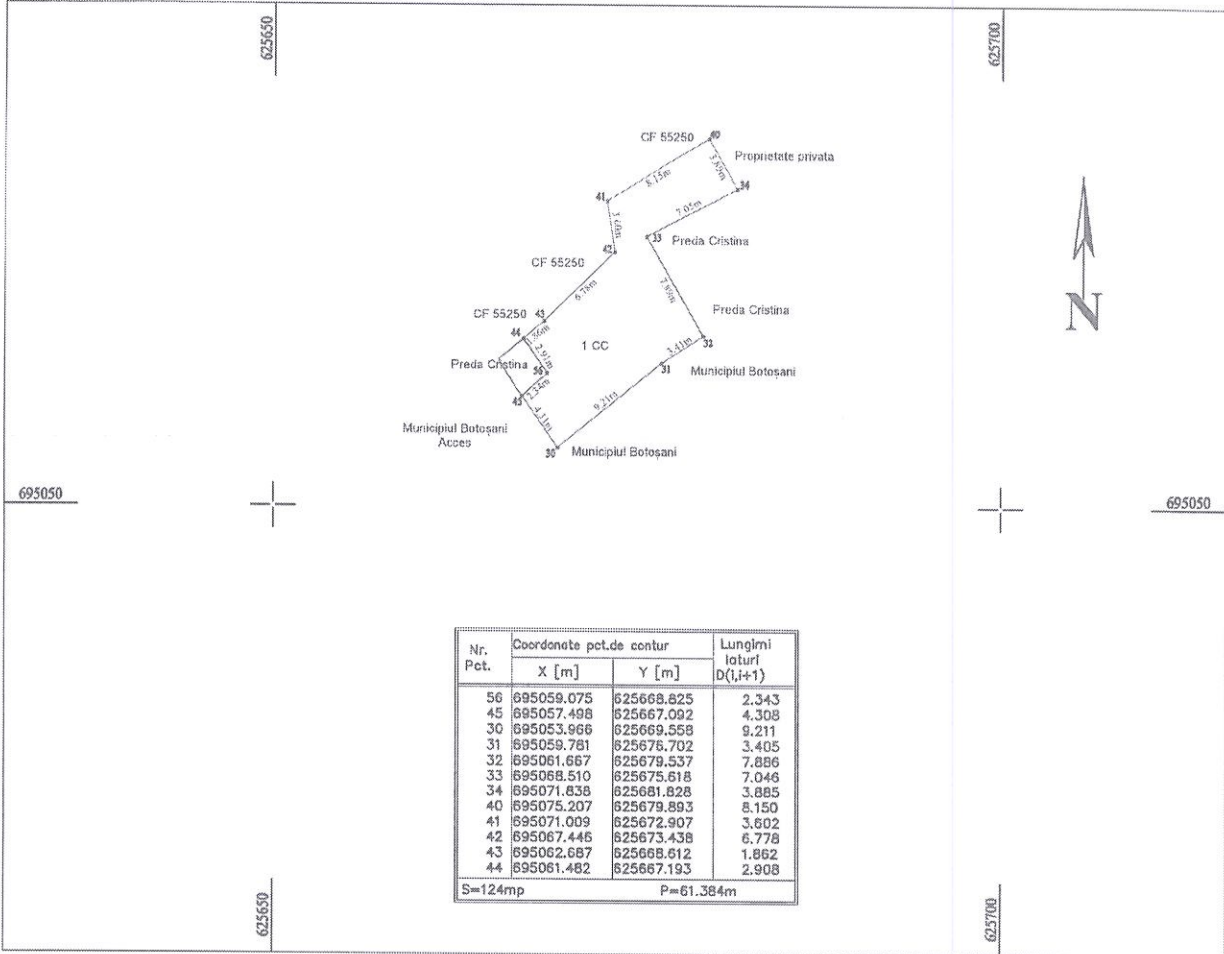 625650
625700
CF 55250
40
Proprietate privata
3.89m
8.15m
34
41
7.05m
3.60m
33
Preda Cristina
42
CF 55250
6.78m
7.89m
CF 55250
43
Preda Cristina
44
1.86m
1 CC
32
3.41m
2.91m
Preda Cristina
56
31
Municipiul Botoșani
2.34m
45
9.21m
4.31m
Municipiul Botoșani
Acces
30
Municipiul Botoșani
N
695050
695050
Nr. Pct.
Coordonate pct.de contur
Lungimi laturi D(i,i+1)
X [m]
Y [m]
56 695059.075 625668.825 2.343
45 695057.498 625667.092 4.308
30 695053.966 625669.558 9.211
31 695059.781 625676.702 3.405
32 695061.667 625679.537 7.886
33 695068.510 625675.618 7.046
34 695071.838 625681.828 3.885
40 695075.207 625679.893 8.150
41 695071.009 625672.907 3.602
42 695067.446 625673.438 6.778
43 695062.687 625668.612 1.862
44 695061.482 625667.193 2.908
S=124mp P=61.384m
625650
625700